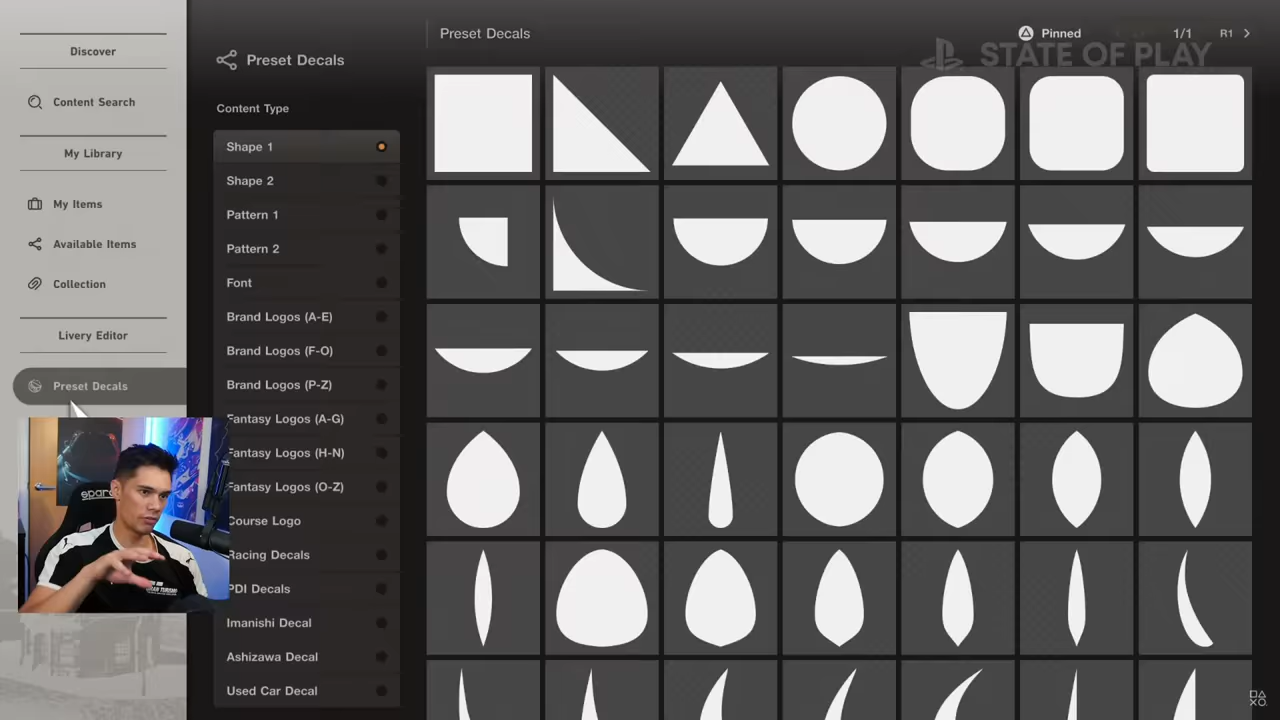 Discover
Content Search
My Library
My Items
Available Items
Collection
Livery Editor
Preset Decals
Preset Decals
Content Type
Shape 1
Shape 2
Pattern 1
Pattern 2
Font
Brand Logos (A-E)
Brand Logos (F-O)
Brand Logos (P-Z)
Fantasy Logos (A-G)
Fantasy Logos (H-N)
Fantasy Logos (O-Z)
Course Logo
Racing Decals
PDI Decals
Imanishi Decal
Ashizawa Decal
Used Car Decal
Preset Decals
Pinned
1/1
R1
STATE OF PLAY
sparc